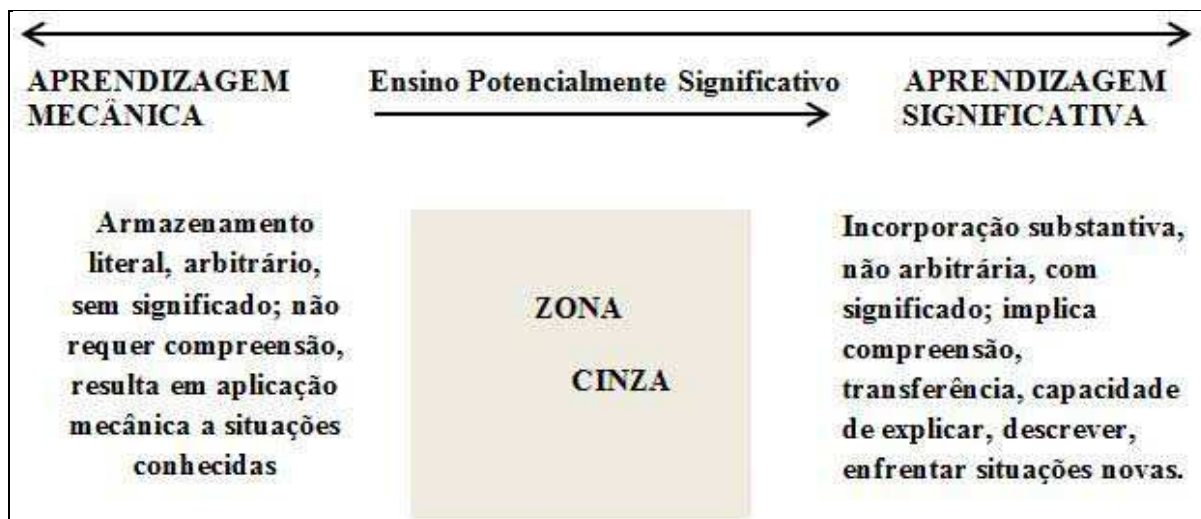 APRENDIZAGEM
MECÂNICA
Ensino Potencialmente Significativo
APRENDIZAGEM
SIGNIFICATIVA
Armazenamento
literal, arbitrário,
sem significado; não
requer compreensão,
resulta em aplicação
mecânica a situações
conhecidas
ZONA
CINZA
Incorporação substantiva,
não arbitrária, com
significado; implica
compreensão,
transferência, capacidade
de explicar, descrever,
enfrentar situações novas.